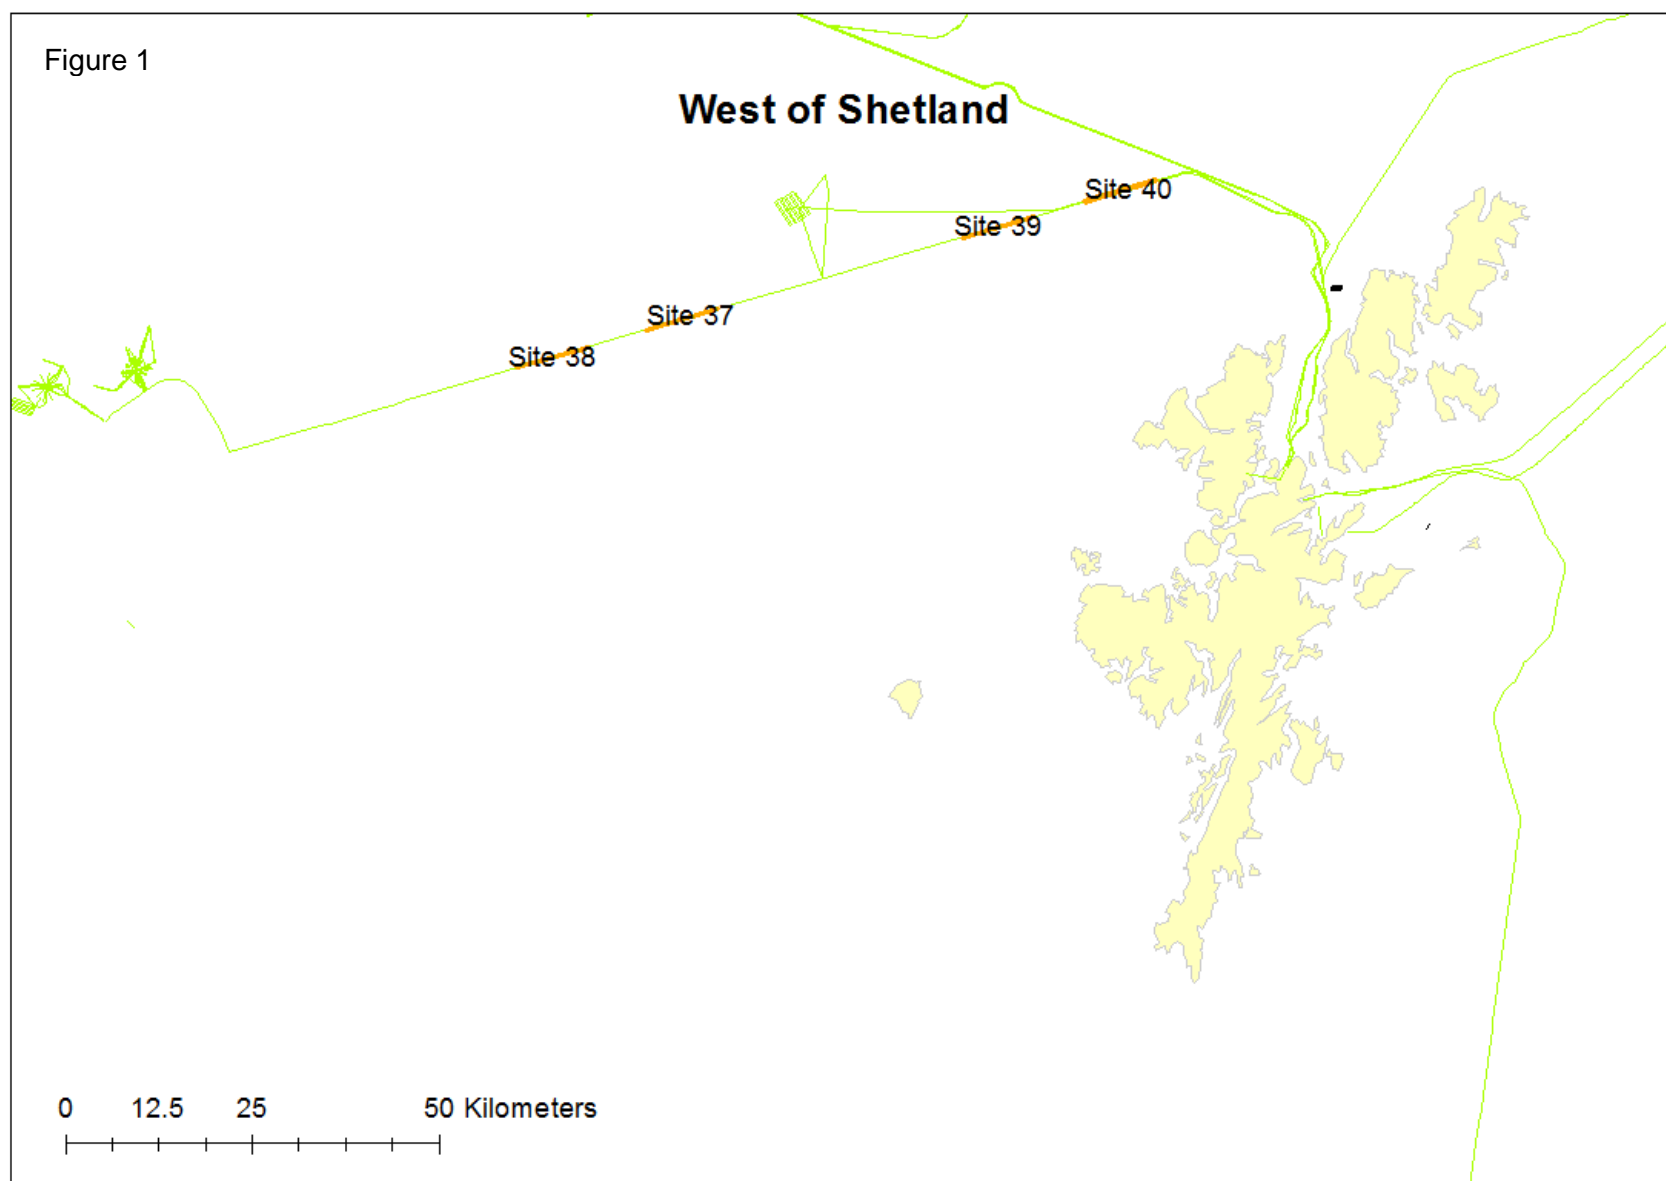 Figure 1
West of Shetland
Site 40
Site 39
Site 37
Site 38
0 12.5 25 50 Kilometers